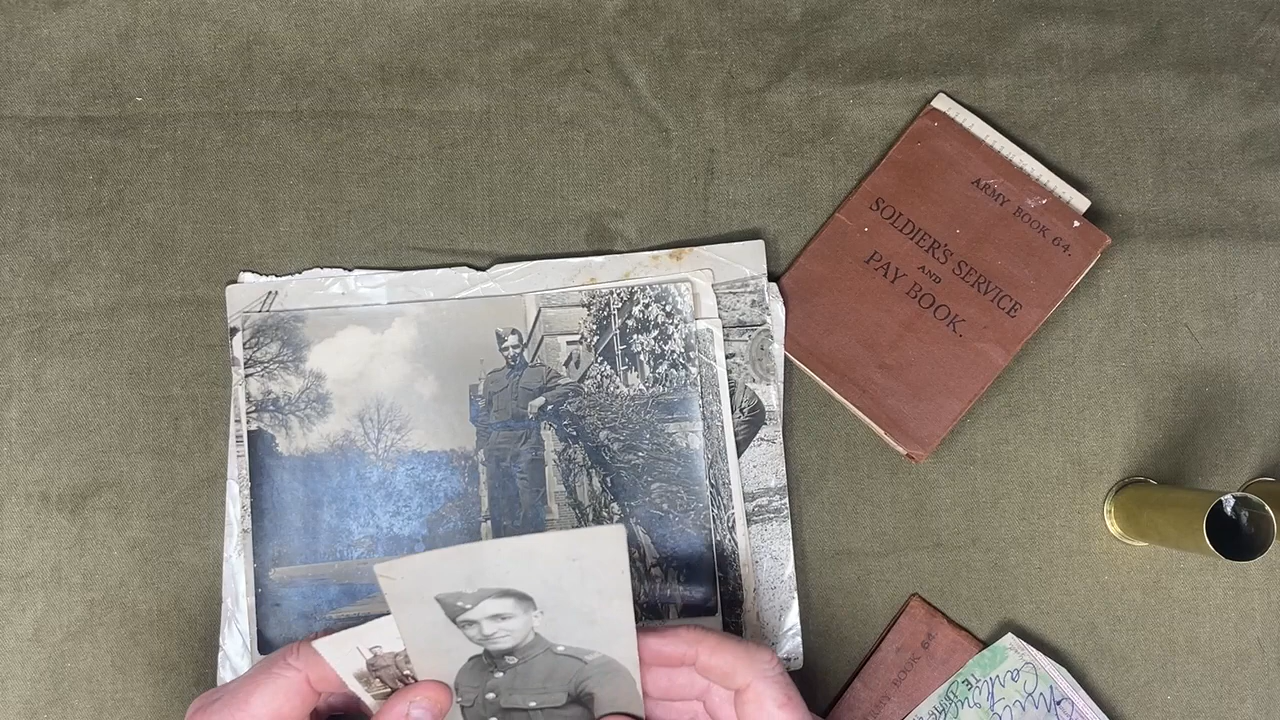 ARMY BOOK 64.
SOLDIER'S SERVICE
AND
PAY BOOK.
BOOK 64.